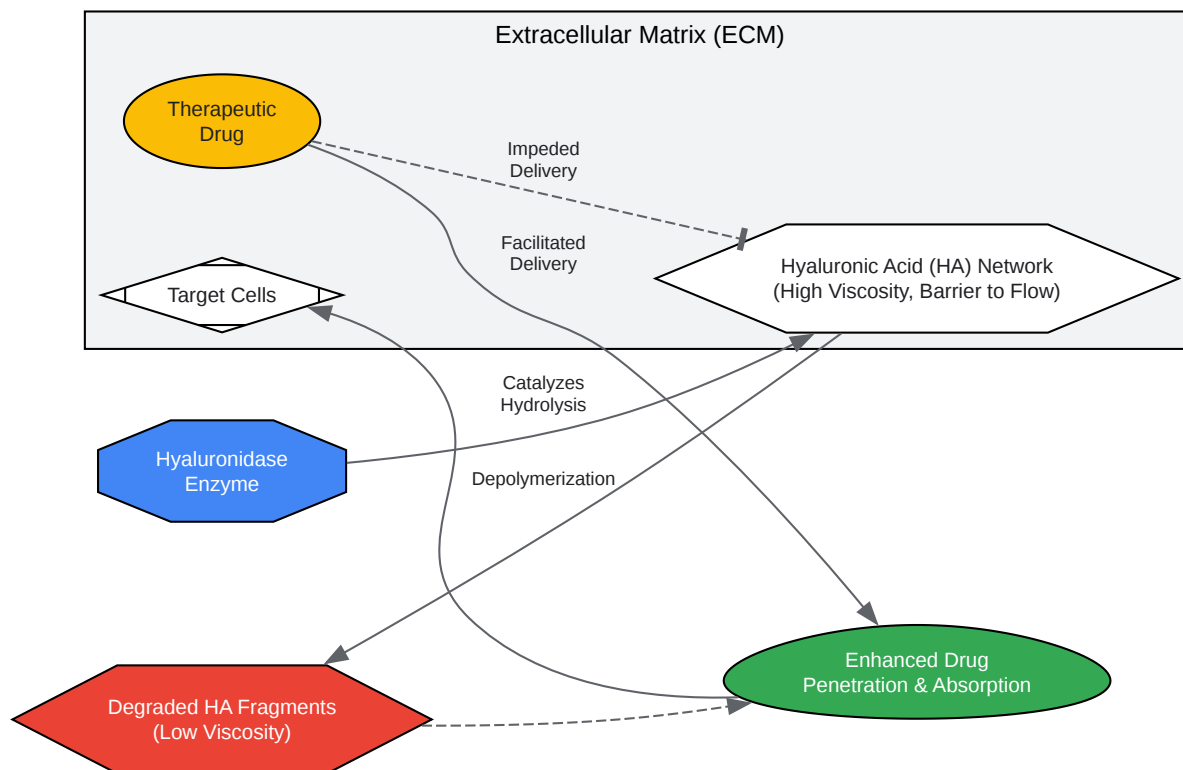 Extracellular Matrix (ECM)
Therapeutic
Drug
Impeded
Delivery
Facilitated
Delivery
Hyaluronic Acid (HA) Network
(High Viscosity, Barrier to Flow)
Target Cells
Catalyzes
Hydrolysis
Hyaluronidase
Enzyme
Depolymerization
Enhanced Drug
Penetration & Absorption
Degraded HA Fragments
(Low Viscosity)